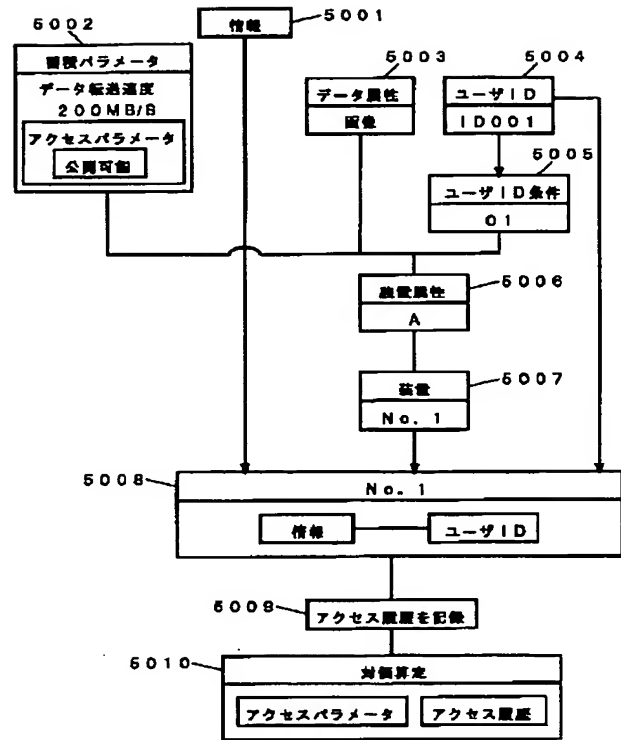 5001
情報
5002
蓄積パラメータ
データ転送速度
200MB/S
アクセスパラメータ
公開可能
5003
データ属性
画像
5004
ユーザID
ID001
5005
ユーザID条件
01
5006
装置属性
A
5007
装置
No. 1
5008
No. 1
情報
ユーザID
5009
アクセス履歴を記録
5010
対価算定
アクセスパラメータ
アクセス履歴